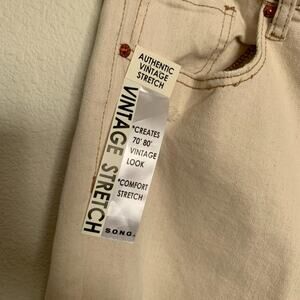 AUTHENTIC
VINTAGE
STRETCH
VINTAGE STRETCH
*CREATES
70' 80'
VINTAGE
LOOK
*COMFORT
STRETCH
S.O.N.G.